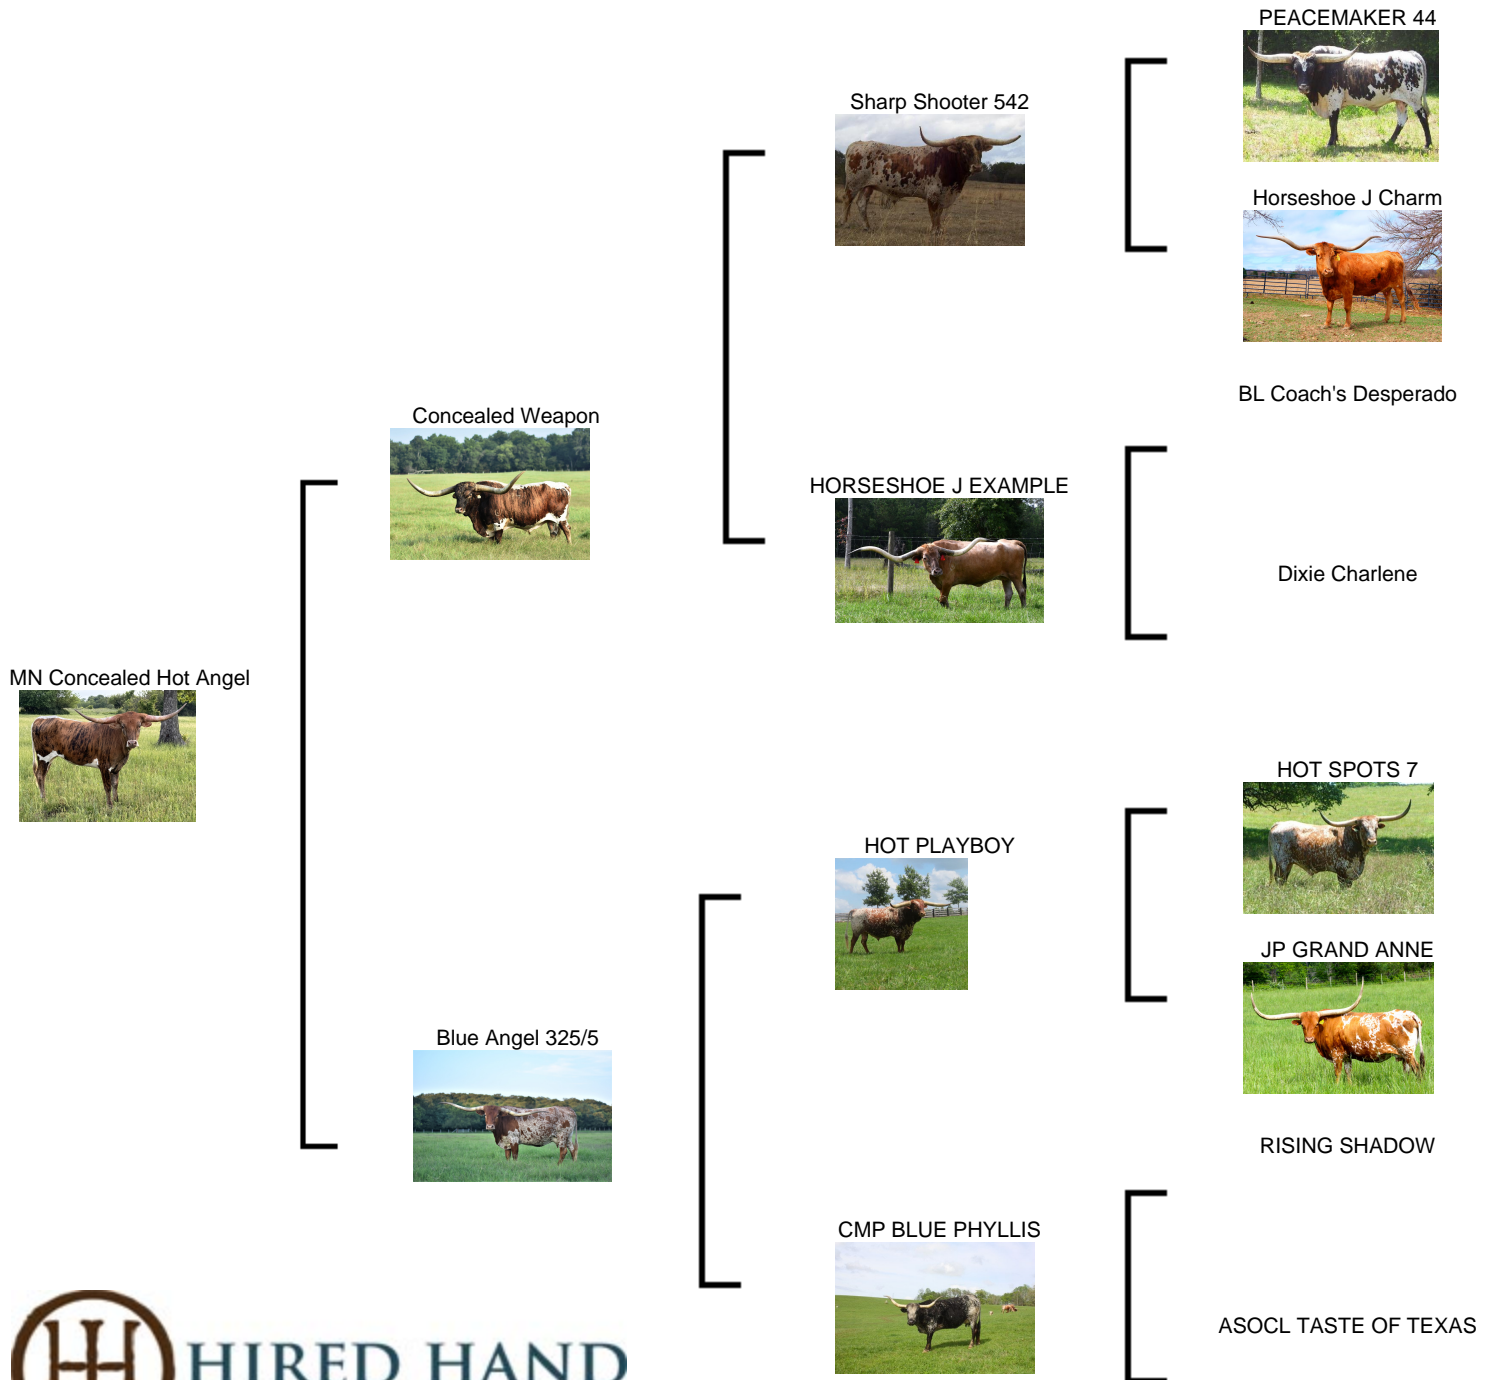 PEACEMAKER 44
Sharp Shooter 542
Horseshoe J Charm
BL Coach's Desperado
Concealed Weapon
HORSESHOE J EXAMPLE
Dixie Charlene
MN Concealed Hot Angel
HOT SPOTS 7
HOT PLAYBOY
JP GRAND ANNE
Blue Angel 325/5
RISING SHADOW
CMP BLUE PHYLLIS
ASOCL TASTE OF TEXAS
HIRED HAND